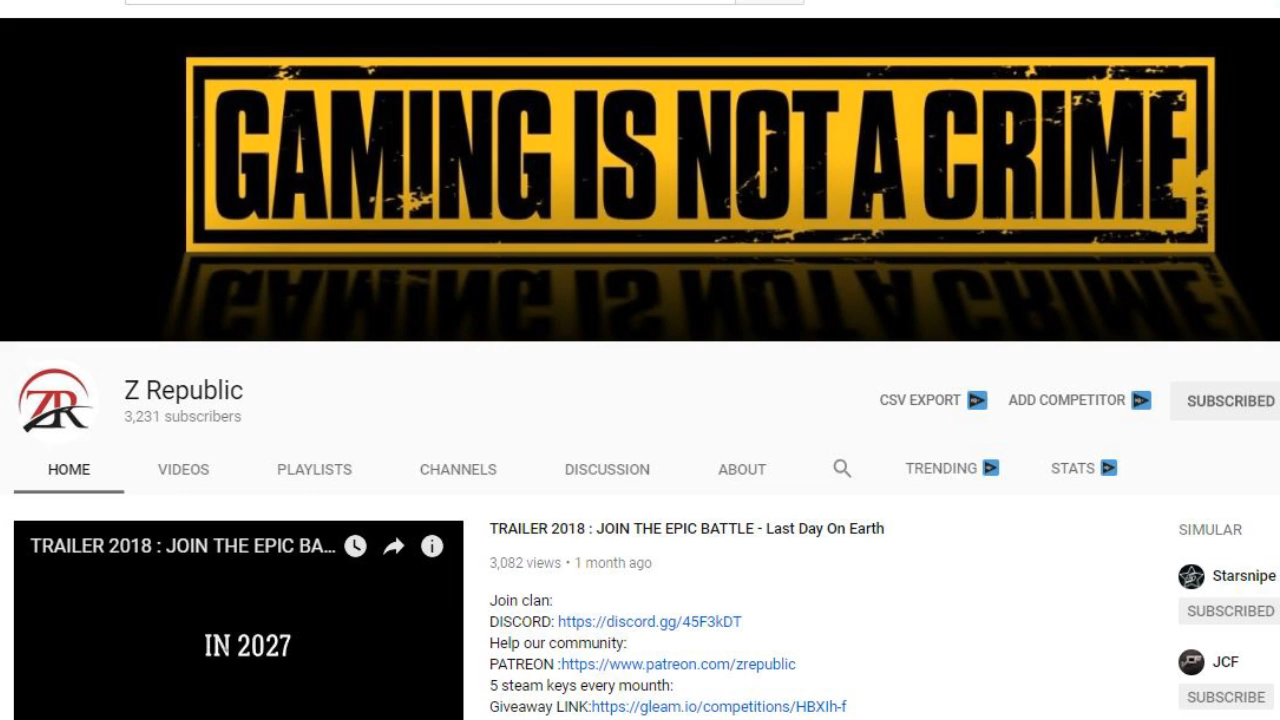 GAMING IS NOT A CRIME
ZR
Z Republic
3,231 subscribers
CSV EXPORT
ADD COMPETITOR
SUBSCRIBED
HOME
VIDEOS
PLAYLISTS
CHANNELS
DISCUSSION
ABOUT
TRENDING
STATS
TRAILER 2018 : JOIN THE EPIC BA...
IN 2027
TRAILER 2018 : JOIN THE EPIC BATTLE - Last Day On Earth
3,082 views • 1 month ago
Join clan:
DISCORD: https://discord.gg/45F3kDT
Help our community:
PATREON :https://www.patreon.com/zrepublic
5 steam keys every mounth:
Giveaway LINK:https://gleam.io/competitions/HBXIh-f
SIMULAR
Starsnipe
SUBSCRIBED
JCF
SUBSCRIBE